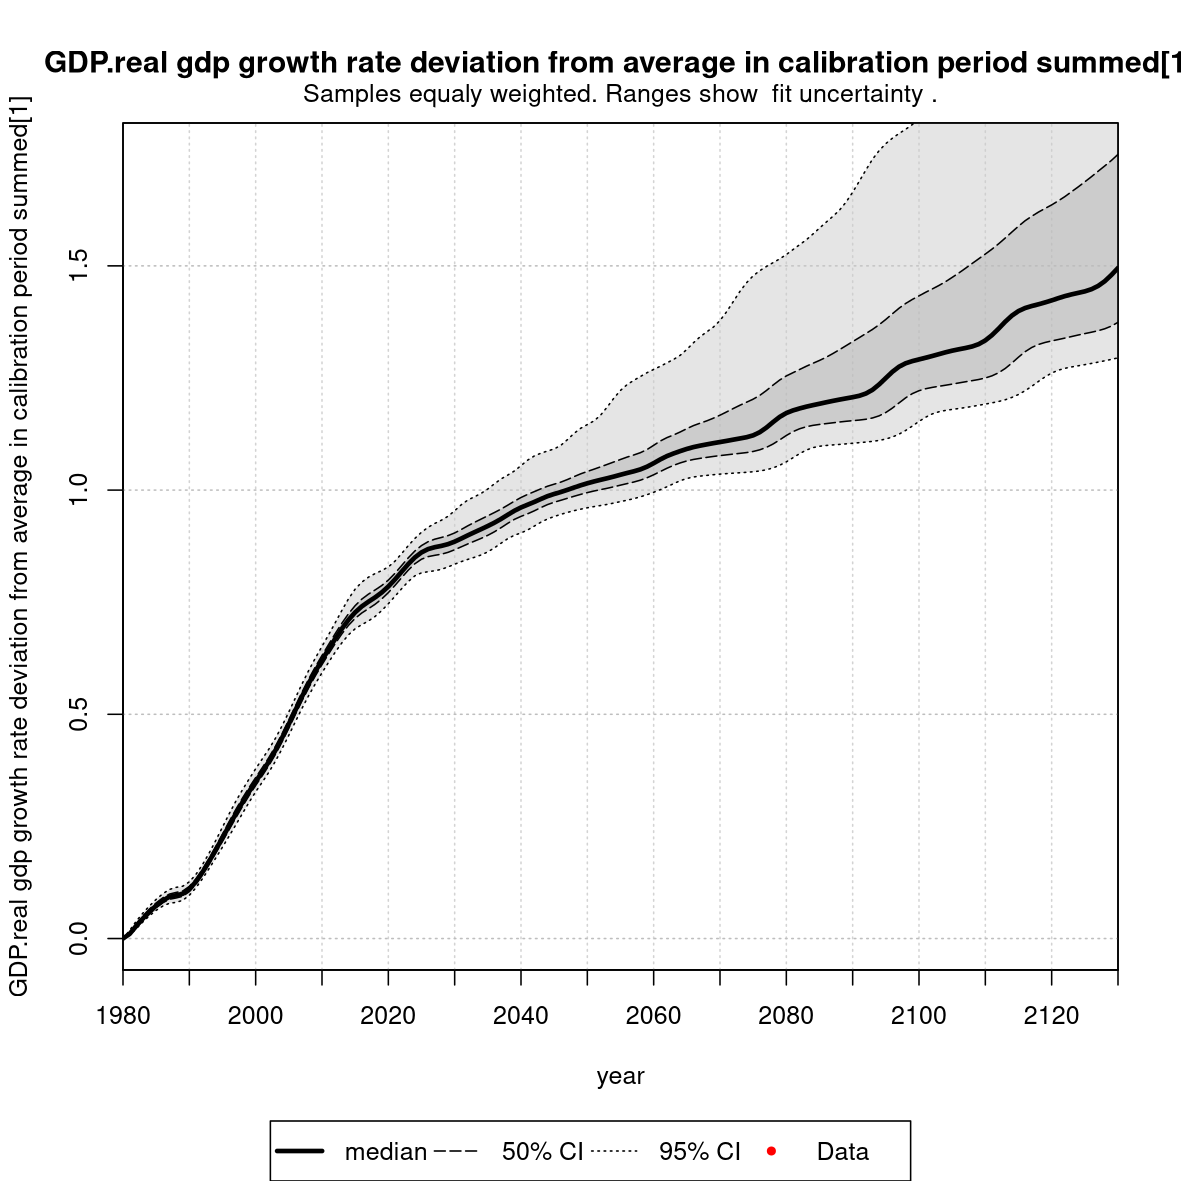 GDP.real gdp growth rate deviation from average in calibration period summed[1
Samples equaly weighted. Ranges show  fit uncertainty .
GDP.real gdp growth rate deviation from average in calibration period summed[1]
1.5
1.0
0.5
0.0
1980 2000 2020 2040 2060 2080 2100 2120
year
median 50% CI 95% CI Data